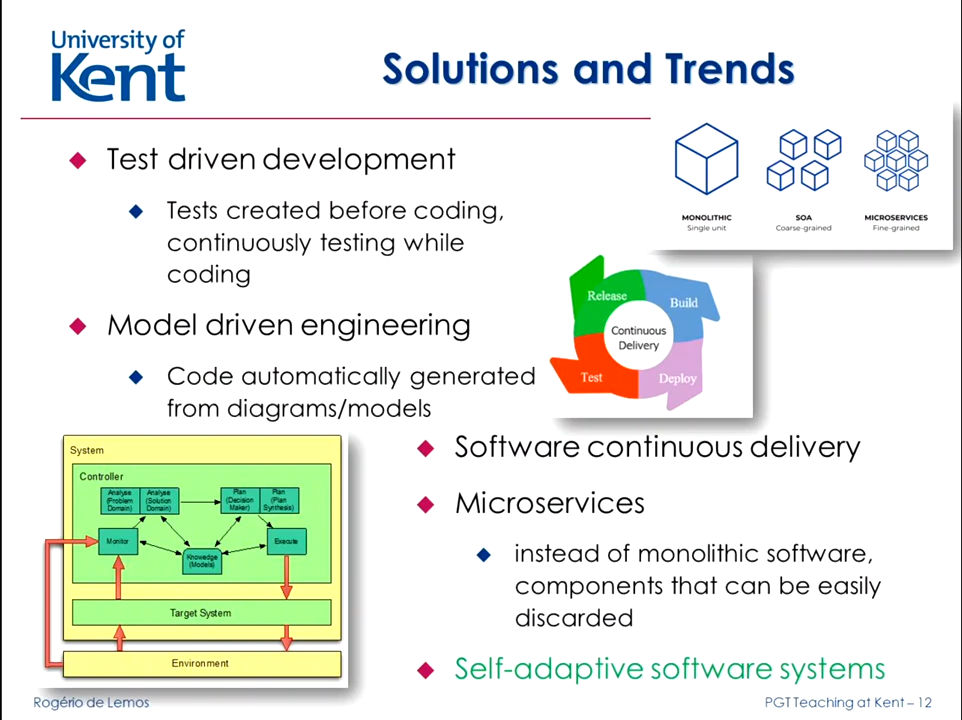 University of
Kent
Solutions and Trends
Test driven development
Tests created before coding,
continuously testing while
coding
Model driven engineering
Code automatically generated
from diagrams/models
MONOLITHIC
Single unit
SOA
Coarse-grained
MICROSERVICES
Fine-grained
Release
Build
Continuous
Delivery
Test
Deploy
Software continuous delivery
Microservices
instead of monolithic software,
components that can be easily
discarded
Self-adaptive software systems
System
Controller
Analyse
(Problem
Domain)
Analyse
(Solution
Domain)
Plan
(Decision
Maker)
Plan
(Plan
Synthesis)
Monitor
Knowledge
(Models)
Execute
Target System
Environment
Rogério de Lemos
PGT Teaching at Kent – 12